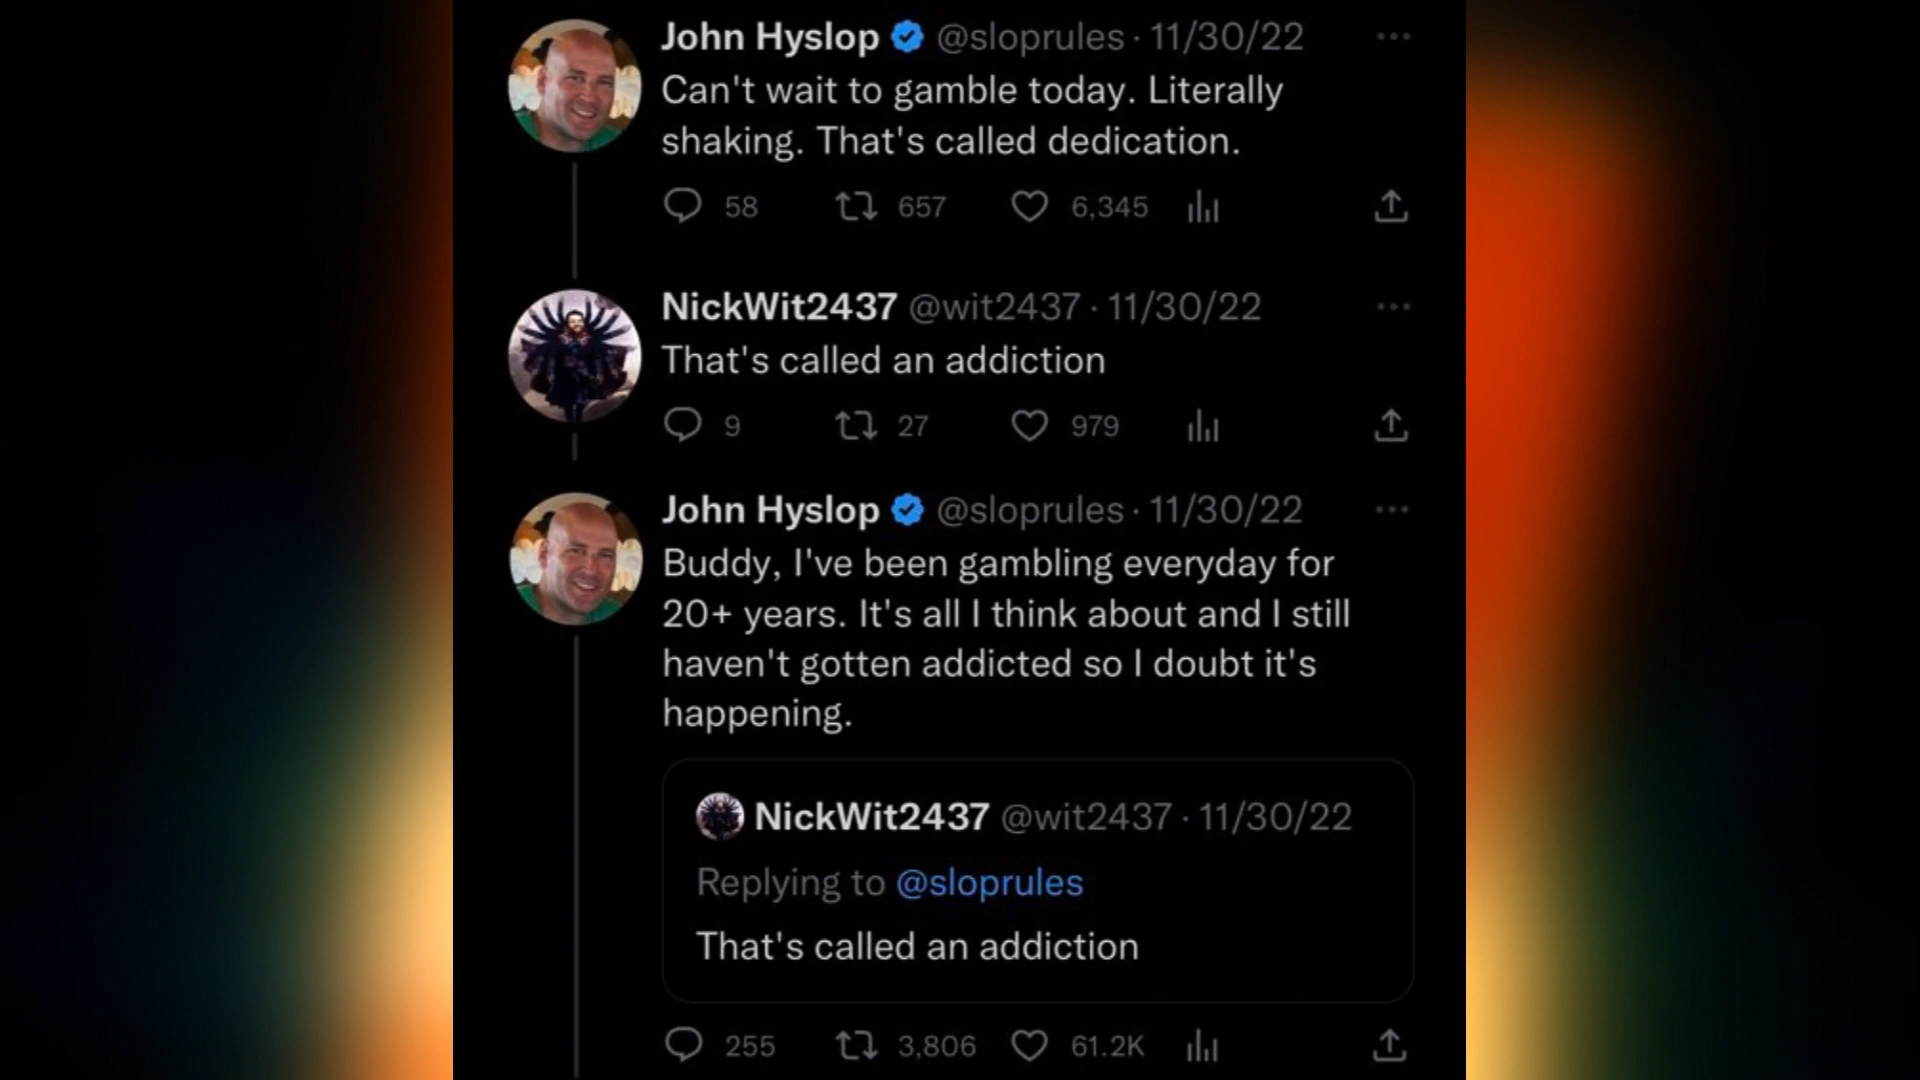 John Hyslop @sloprules · 11/30/22
Can't wait to gamble today. Literally
shaking. That's called dedication.
58 657 6,345
NickWit2437 @wit2437 · 11/30/22
That's called an addiction
9 27 979
John Hyslop @sloprules · 11/30/22
Buddy, I've been gambling everyday for
20+ years. It's all I think about and I still
haven't gotten addicted so I doubt it's
happening.
NickWit2437 @wit2437 · 11/30/22
Replying to @sloprules
That's called an addiction
255 3,806 61.2K